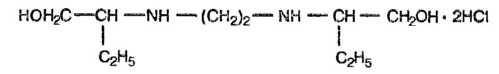 HOH₂C—CH—NH—(CH₂)₂—NH—CH—CH₂OH · 2HCl
C₂H₅ C₂H₅